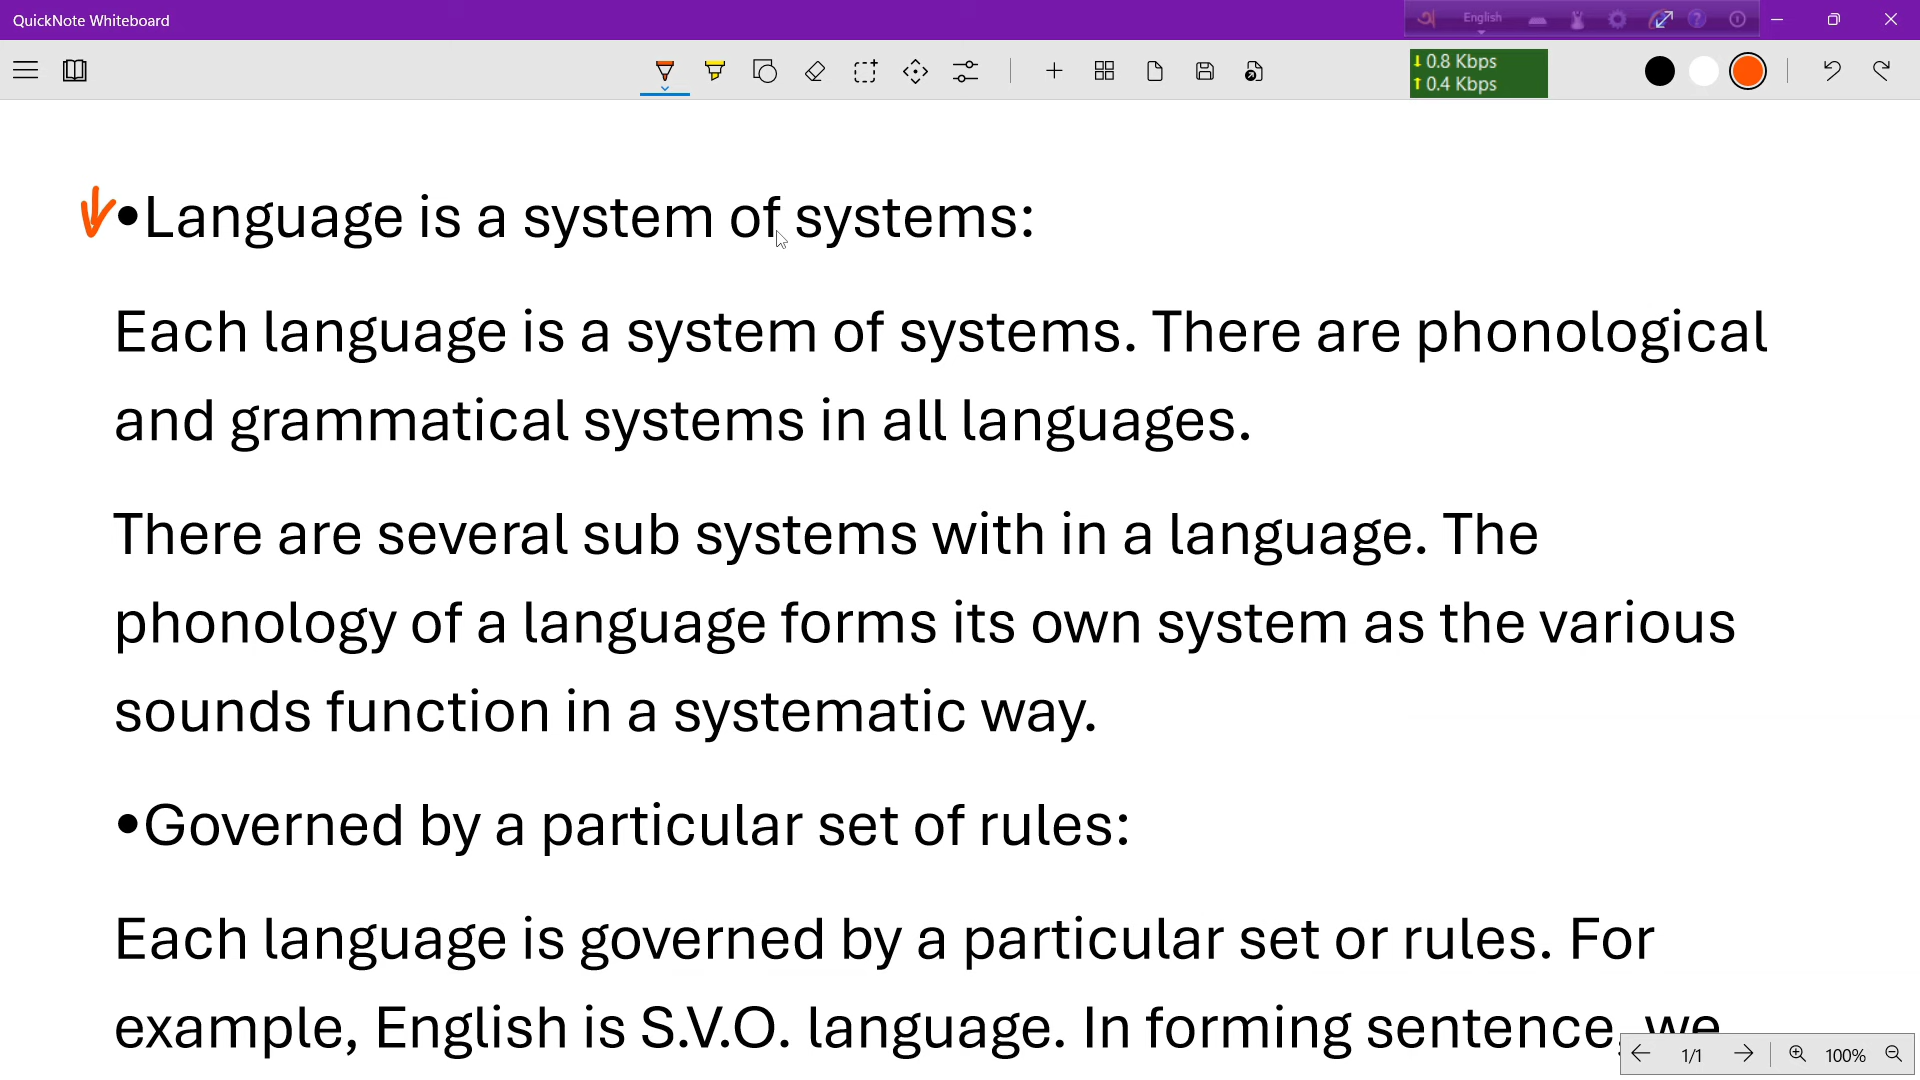 QuickNote Whiteboard
English
↓ 0.8 Kbps
↑ 0.4 Kbps
•Language is a system of systems:
Each language is a system of systems. There are phonological
and grammatical systems in all languages.
There are several sub systems with in a language. The
phonology of a language forms its own system as the various
sounds function in a systematic way.
•Governed by a particular set of rules:
Each language is governed by a particular set or rules. For
example, English is S.V.O. language. In forming sentence, we
1/1
100%